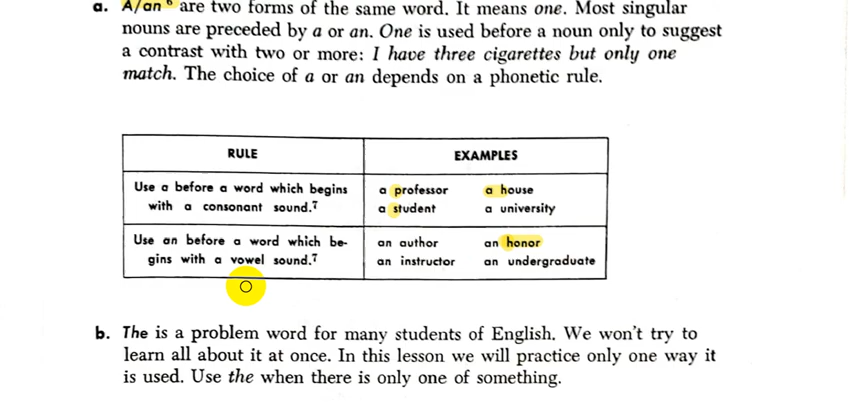 a. A/an 6 are two forms of the same word. It means one. Most singular
nouns are preceded by a or an. One is used before a noun only to suggest
a contrast with two or more: I have three cigarettes but only one
match. The choice of a or an depends on a phonetic rule.
RULE
EXAMPLES
Use a before a word which begins
with a consonant sound.7
a professor a house
a student a university
Use an before a word which be-
gins with a vowel sound.7
an author an honor
an instructor an undergraduate
b. The is a problem word for many students of English. We won't try to
learn all about it at once. In this lesson we will practice only one way it
is used. Use the when there is only one of something.